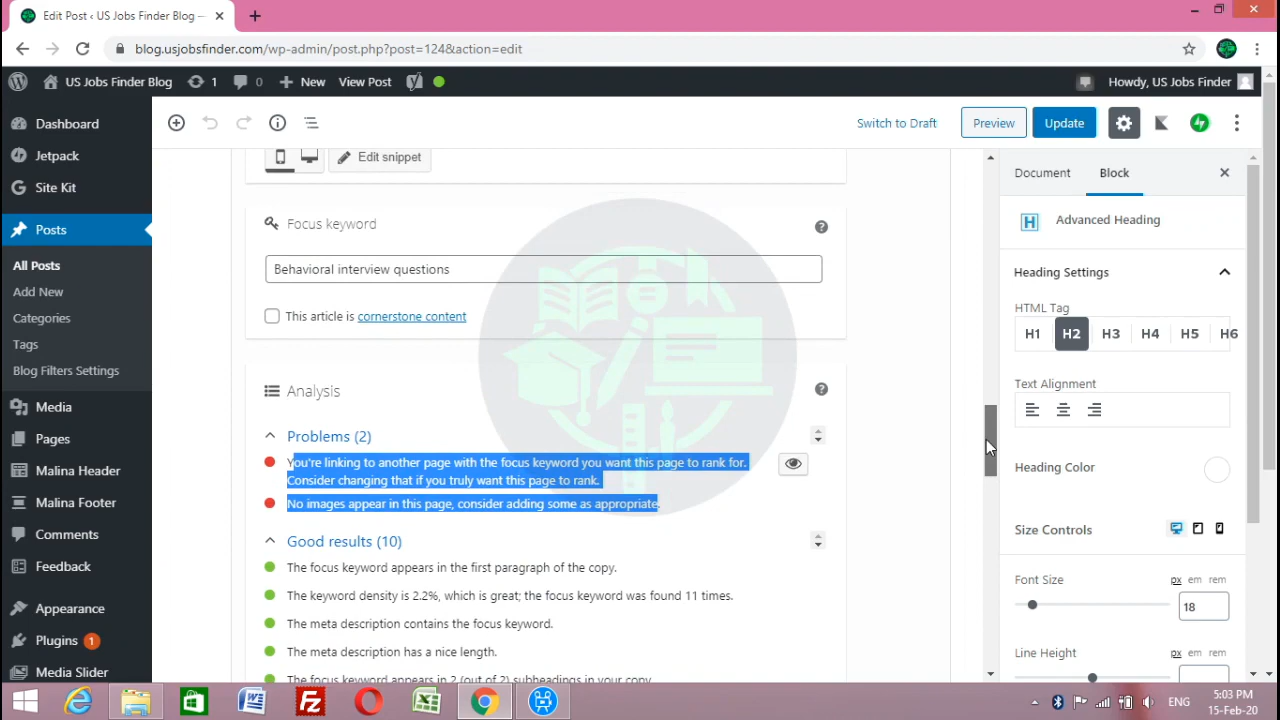 Edit Post ‹ US Jobs Finder Blog —
blog.usjobsfinder.com/wp-admin/post.php?post=124&action=edit
US Jobs Finder Blog 1 0 New View Post
Howdy, US Jobs Finder
Dashboard
Jetpack
Site Kit
Posts
All Posts
Add New
Categories
Tags
Blog Filters Settings
Media
Pages
Malina Header
Malina Footer
Comments
Feedback
Appearance
Plugins 1
Media Slider
Switch to Draft Preview Update
Edit snippet
Focus keyword
Behavioral interview questions
This article is cornerstone content
Analysis
Problems (2)
You're linking to another page with the focus keyword you want this page to rank for.
Consider changing that if you truly want this page to rank.
No images appear in this page, consider adding some as appropriate.
Good results (10)
The focus keyword appears in the first paragraph of the copy.
The keyword density is 2.2%, which is great; the focus keyword was found 11 times.
The meta description contains the focus keyword.
The meta description has a nice length.
The focus keyword appears in 2 (out of 2) subheadings in your copy.
Document Block
Advanced Heading
Heading Settings
HTML Tag
H1 H2 H3 H4 H5 H6
Text Alignment
Heading Color
Size Controls
Font Size px em rem
18
Line Height px em rem
ENG
5:03 PM
15-Feb-20